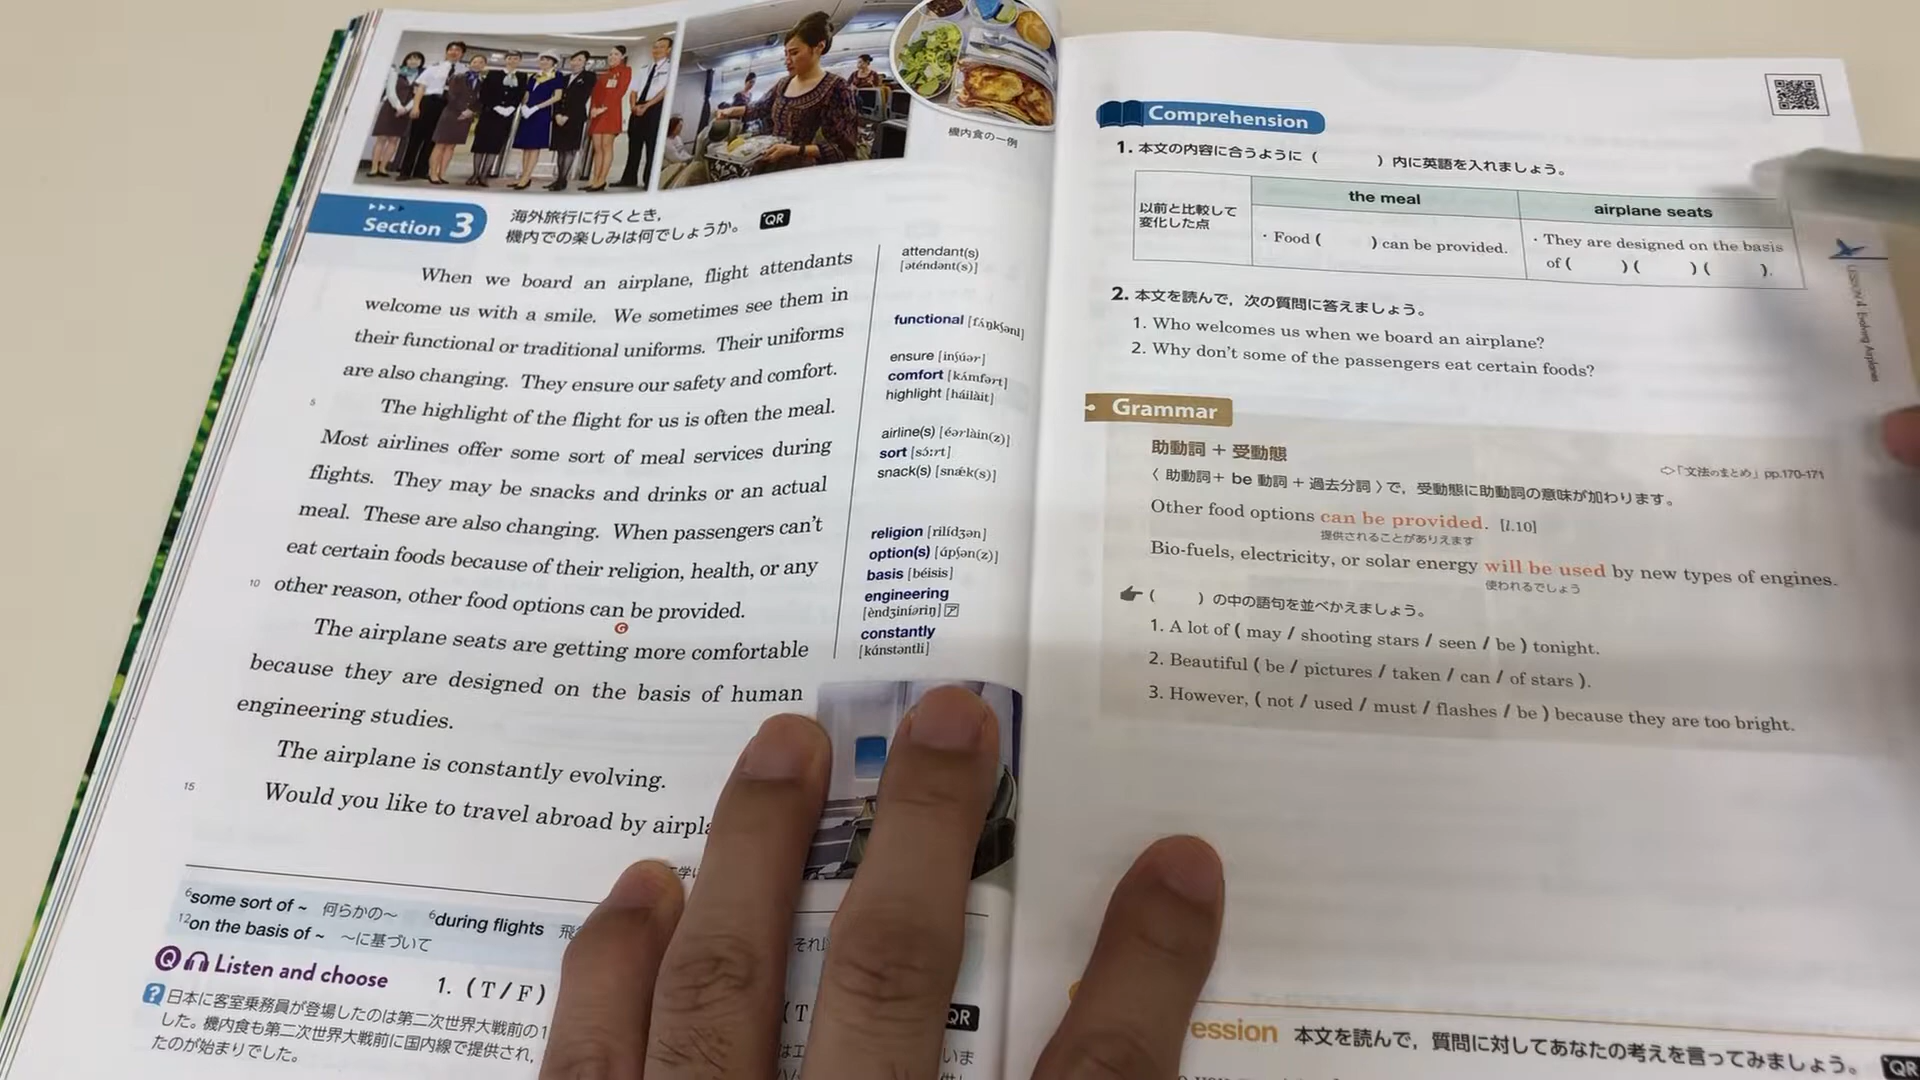 機内食の一例
Section 3
海外旅行に行くとき,
機内での楽しみは何でしょうか。
QR
When we board an airplane, flight attendants
welcome us with a smile. We sometimes see them in
their functional or traditional uniforms. Their uniforms
are also changing. They ensure our safety and comfort.
5
The highlight of the flight for us is often the meal.
Most airlines offer some sort of meal services during
flights. They may be snacks and drinks or an actual
meal. These are also changing. When passengers can't
eat certain foods because of their religion, health, or any
10 other reason, other food options can be provided.
G
The airplane seats are getting more comfortable
because they are designed on the basis of human
engineering studies.
The airplane is constantly evolving.
15
Would you like to travel abroad by
attendant(s)
[əténdənt(s)]
functional [fʌ́ŋkʃənl]
ensure [inʃúər]
comfort [kʌ́mfərt]
highlight [háilàit]
airline(s) [éərlàin(z)]
sort [sɔ́ːrt]
snack(s) [snǽk(s)]
religion [rilídʒən]
option(s) [ɑ́pʃən(z)]
basis [béisis]
engineering
[èndʒiníəriŋ] ア
constantly
[kɑ́nstəntli]
6some sort of ~ 何らかの〜 6during flights
12on the basis of ~ 〜に基づいて
Q Listen and choose 1. ( T / F )
QR
? 日本に客室乗務員が登場したのは第二次世界大戦前の1
した。機内食も第二次世界大戦前に国内線で提供され,
たのが始まりでした。
Comprehension
1. 本文の内容に合うように ( ) 内に英語を入れましょう。
the meal airplane seats
以前と比較して
変化した点
・Food ( ) can be provided.
・They are designed on the basis
of ( ) ( ) ( ).
2. 本文を読んで, 次の質問に答えましょう。
1. Who welcomes us when we board an airplane?
2. Why don't some of the passengers eat certain foods?
LESSON 4 Evolving Airplanes
Grammar
助動詞 + 受動態
⇨「文法のまとめ」pp.170-171
〈 助動詞+ be 動詞 + 過去分詞 〉で, 受動態に助動詞の意味が加わります。
Other food options can be provided. [l.10]
提供されることがありえます
Bio-fuels, electricity, or solar energy will be used by new types of engines.
使われるでしょう
( ) の中の語句を並べかえましょう。
1. A lot of ( may / shooting stars / seen / be ) tonight.
2. Beautiful ( be / pictures / taken / can / of stars ).
3. However, ( not / used / must / flashes / be ) because they are too bright.
ession 本文を読んで, 質問に対してあなたの考えを言ってみましょう。
QR